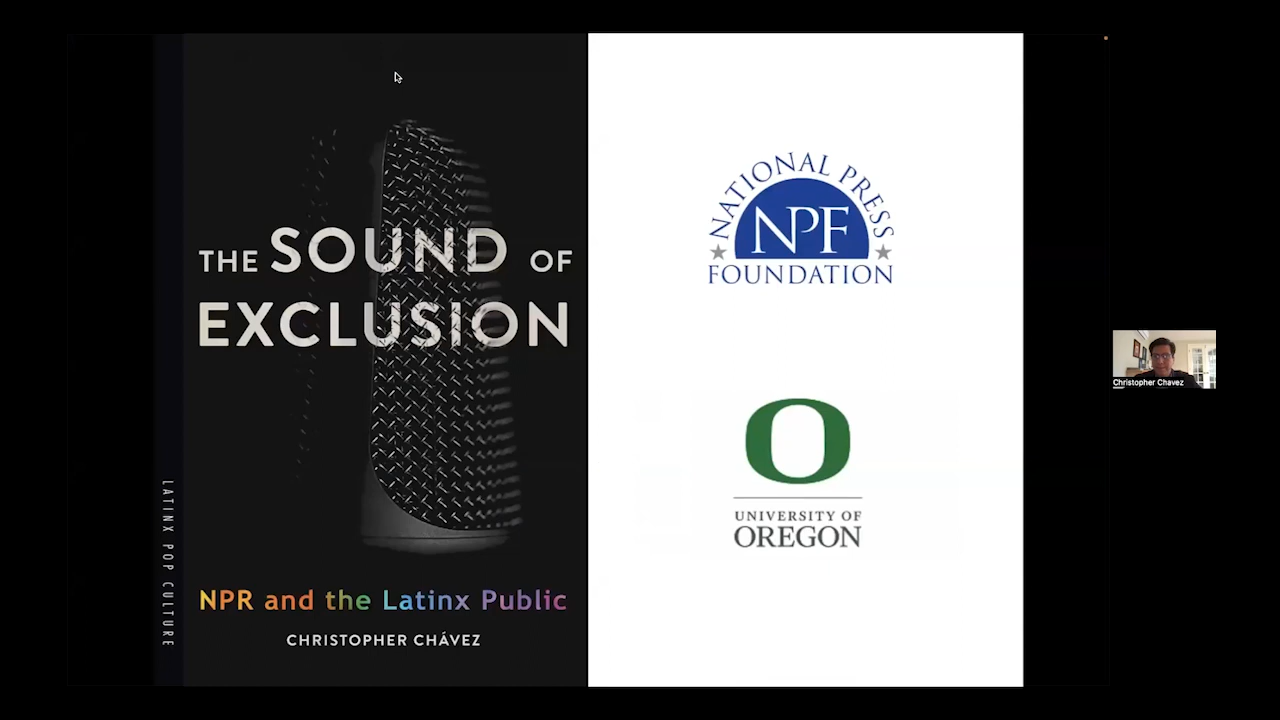 THE SOUND OF
EXCLUSION
LATINX POP CULTURE
NPR and the Latinx Public
CHRISTOPHER CHÁVEZ
NATIONAL PRESS
NPF
FOUNDATION
O
UNIVERSITY OF
OREGON
Christopher Chavez